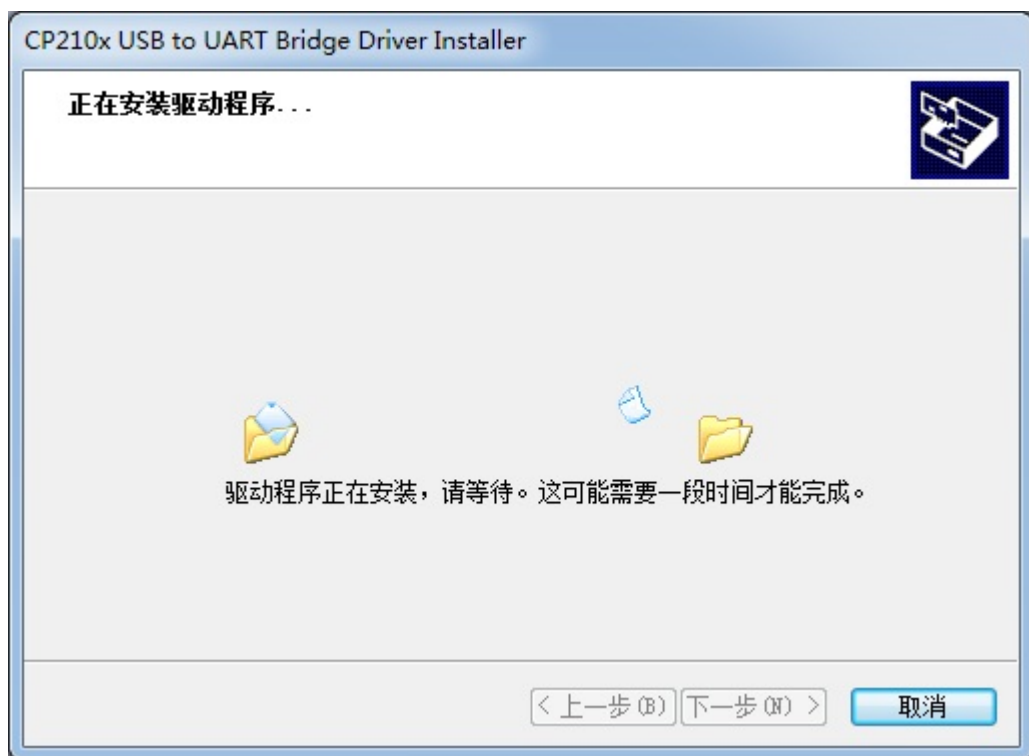 CP210x USB to UART Bridge Driver Installer
正在安装驱动程序...
驱动程序正在安装，请等待。这可能需要一段时间才能完成。
< 上一步(B) 下一步(N) > 取消